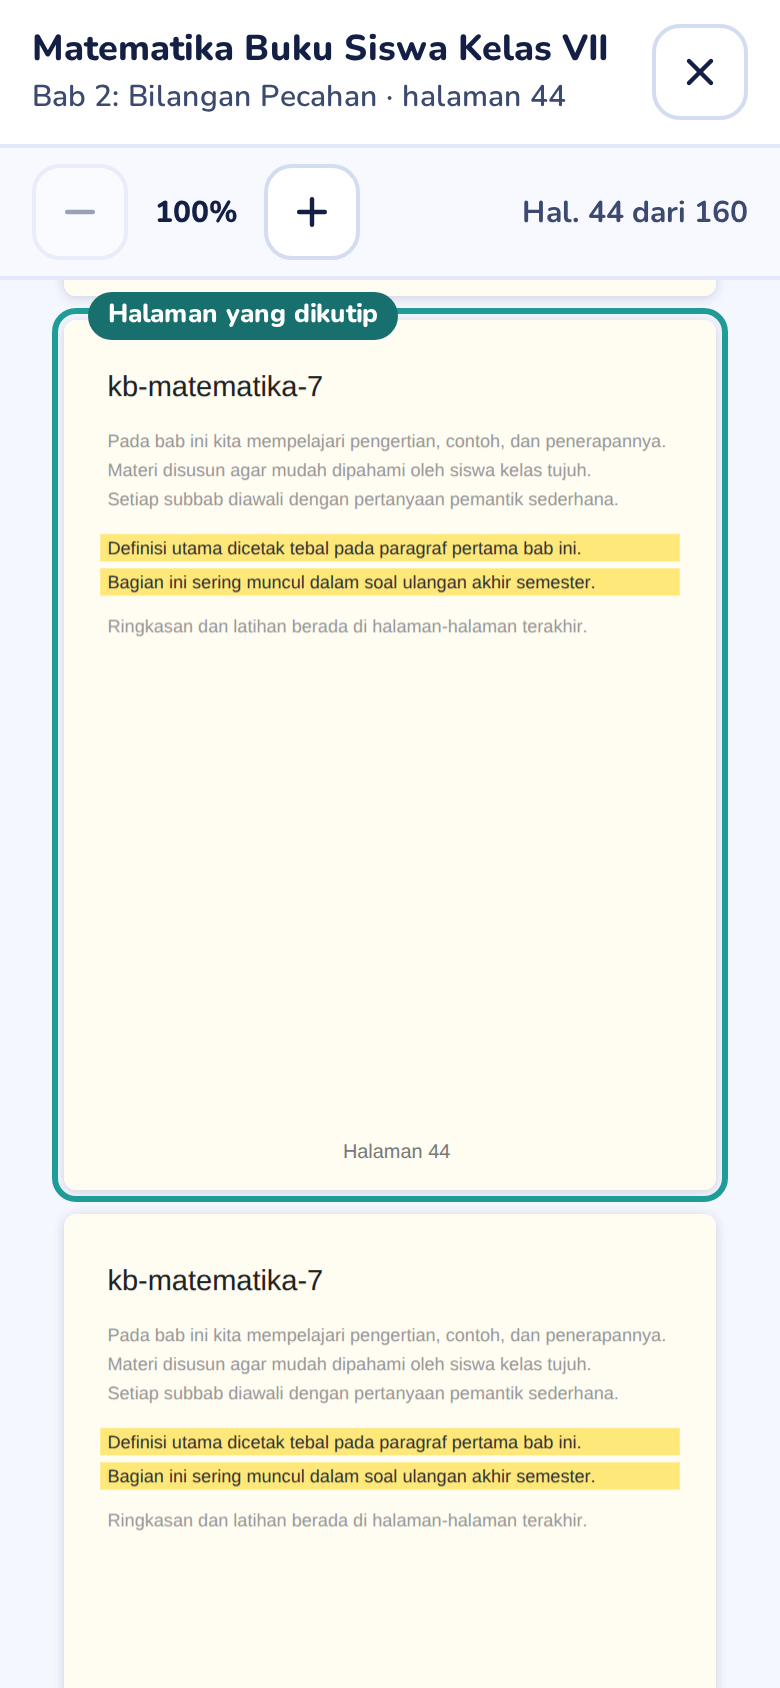 Matematika Buku Siswa Kelas VII
Bab 2: Bilangan Pecahan · halaman 44
100%
Hal. 44 dari 160
Halaman yang dikutip
kb-matematika-7
Pada bab ini kita mempelajari pengertian, contoh, dan penerapannya.
Materi disusun agar mudah dipahami oleh siswa kelas tujuh.
Setiap subbab diawali dengan pertanyaan pemantik sederhana.
Definisi utama dicetak tebal pada paragraf pertama bab ini.
Bagian ini sering muncul dalam soal ulangan akhir semester.
Ringkasan dan latihan berada di halaman-halaman terakhir.
Halaman 44
kb-matematika-7
Pada bab ini kita mempelajari pengertian, contoh, dan penerapannya.
Materi disusun agar mudah dipahami oleh siswa kelas tujuh.
Setiap subbab diawali dengan pertanyaan pemantik sederhana.
Definisi utama dicetak tebal pada paragraf pertama bab ini.
Bagian ini sering muncul dalam soal ulangan akhir semester.
Ringkasan dan latihan berada di halaman-halaman terakhir.